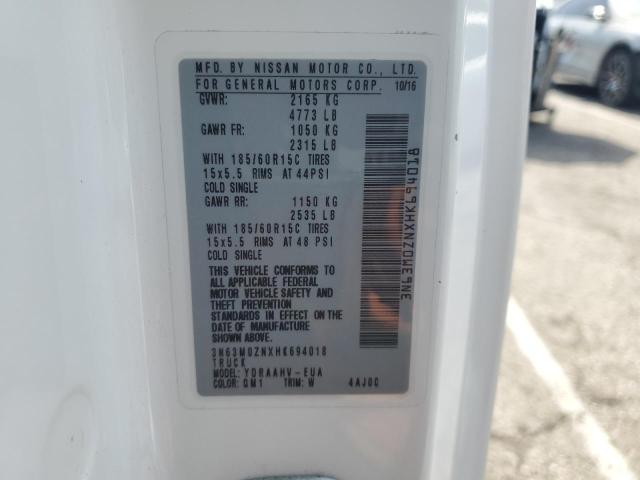 MFD. BY NISSAN MOTOR CO., LTD.
FOR GENERAL MOTORS CORP. 10/16
GVWR: 2165 KG
4773 LB
GAWR FR: 1050 KG
2315 LB
WITH 185/60R15C TIRES
15x5.5 RIMS AT 44PSI
COLD SINGLE
GAWR RR: 1150 KG
2535 LB
WITH 185/60R15C TIRES
15x5.5 RIMS AT 48 PSI
COLD SINGLE
THIS VEHICLE CONFORMS TO
ALL APPLICABLE FEDERAL
MOTOR VEHICLE SAFETY AND
THEFT PREVENTION
STANDARDS IN EFFECT ON THE
DATE OF MANUFACTURE
SHOWN ABOVE.
3N63M0ZNXHK694018
TRUCK
MODEL: YDRAAHV-EUA
COLOR: QM1 TRIM: W 4AJ0C
3N63M0ZNXHK694018